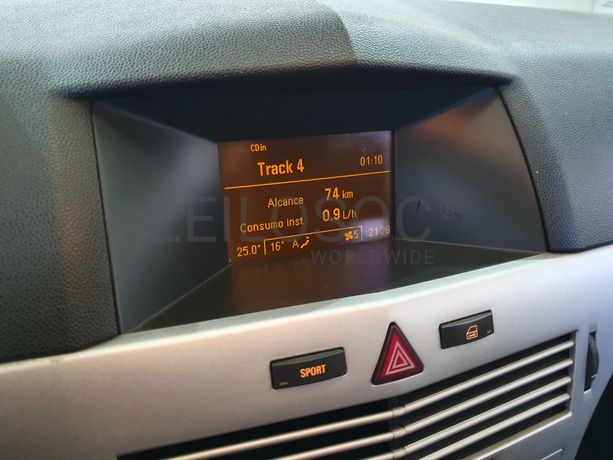 CD in
Track 4 01:10
Alcance 74 km
Consumo inst. 0.9 L/h
25.0° 16° A 5 21:26
LEILOSOC®
WORLDWIDE
SPORT